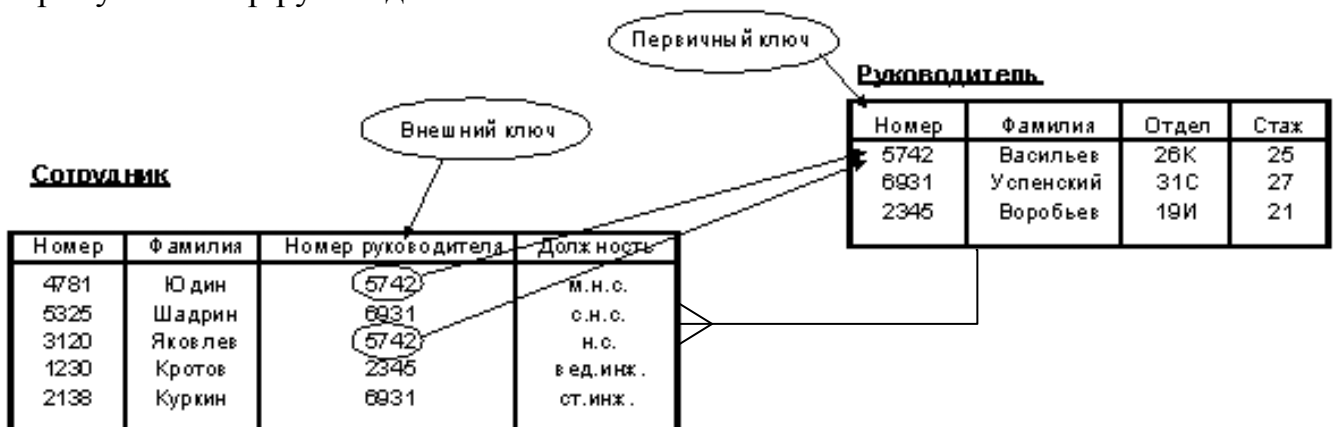 Первичный ключ
Руководитель
Номер Фамилия Отдел Стаж
5742 Васильев 26К 25
6931 Успенский 31С 27
2345 Воробьев 19И 21
Внешний ключ
Сотрудник
Номер Фамилия Номер руководителя Должность
4781 Юдин 5742 м.н.с.
5325 Шадрин 6931 с.н.с.
3120 Яковлев 5742 н.с.
1230 Кротов 2345 вед.инж.
2138 Куркин 6931 ст.инж.